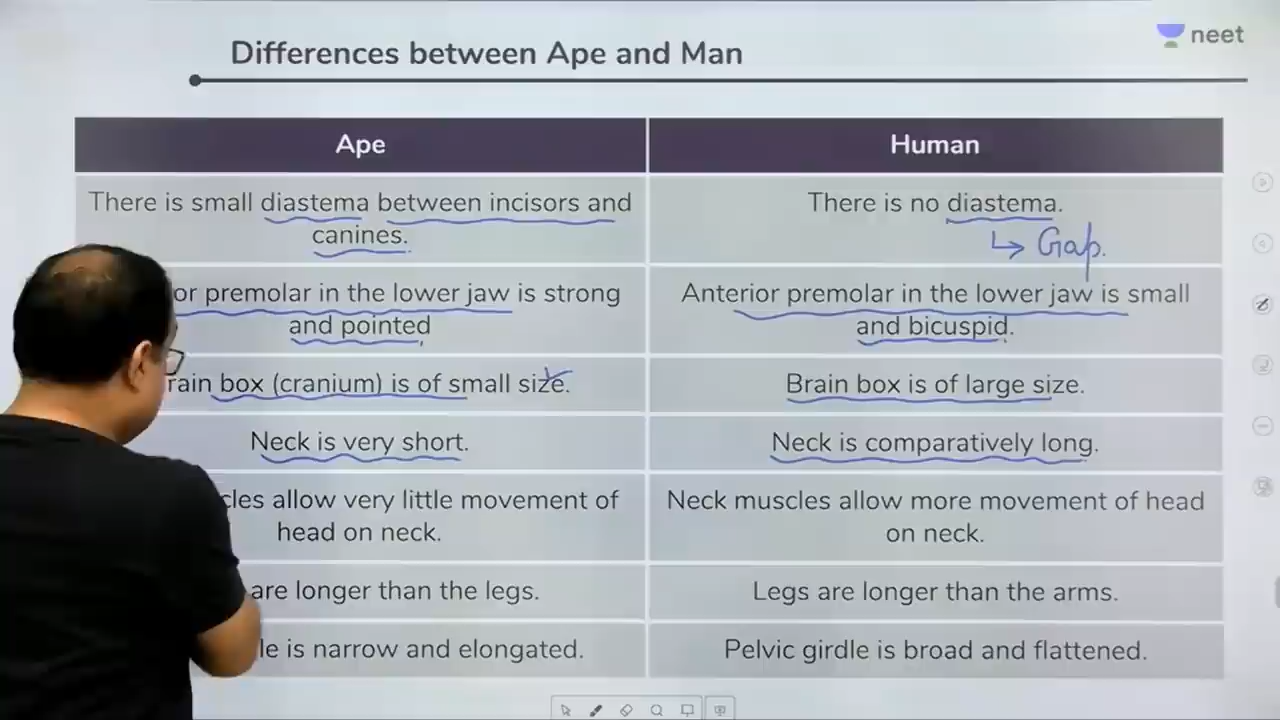 neet
Differences between Ape and Man
Ape
Human
There is small diastema between incisors and
canines.
There is no diastema.
↳ Gap.
or premolar in the lower jaw is strong
and pointed
Anterior premolar in the lower jaw is small
and bicuspid.
rain box (cranium) is of small size.
Brain box is of large size.
Neck is very short.
Neck is comparatively long.
cles allow very little movement of
head on neck.
Neck muscles allow more movement of head
on neck.
are longer than the legs.
Legs are longer than the arms.
le is narrow and elongated.
Pelvic girdle is broad and flattened.